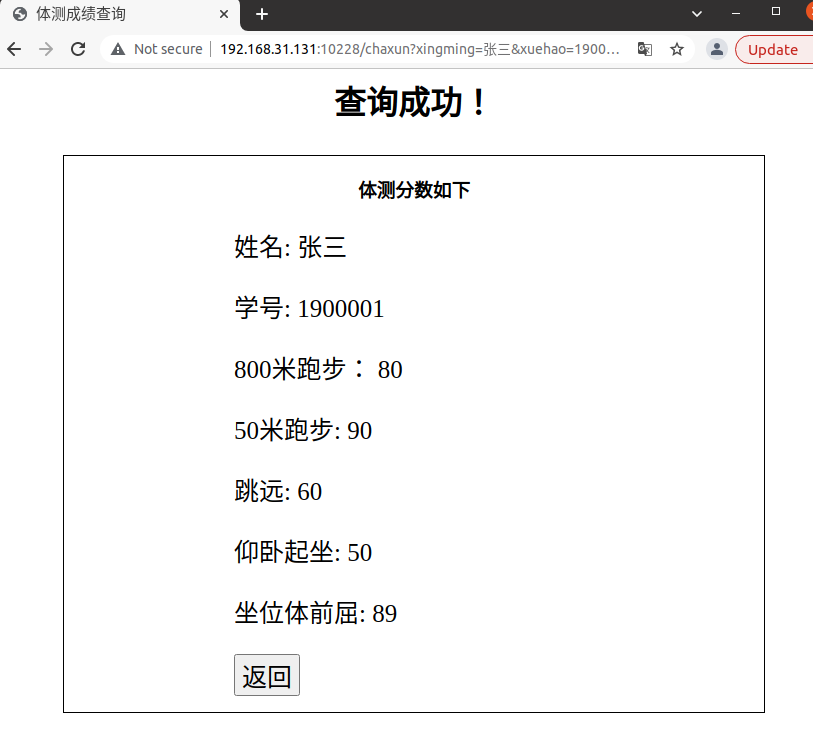 体测成绩查询
Not secure 192.168.31.131:10228/chaxun?xingming=张三&xuehao=1900... Update
查询成功！
体测分数如下
姓名: 张三
学号: 1900001
800米跑步： 80
50米跑步: 90
跳远: 60
仰卧起坐: 50
坐位体前屈: 89
返回